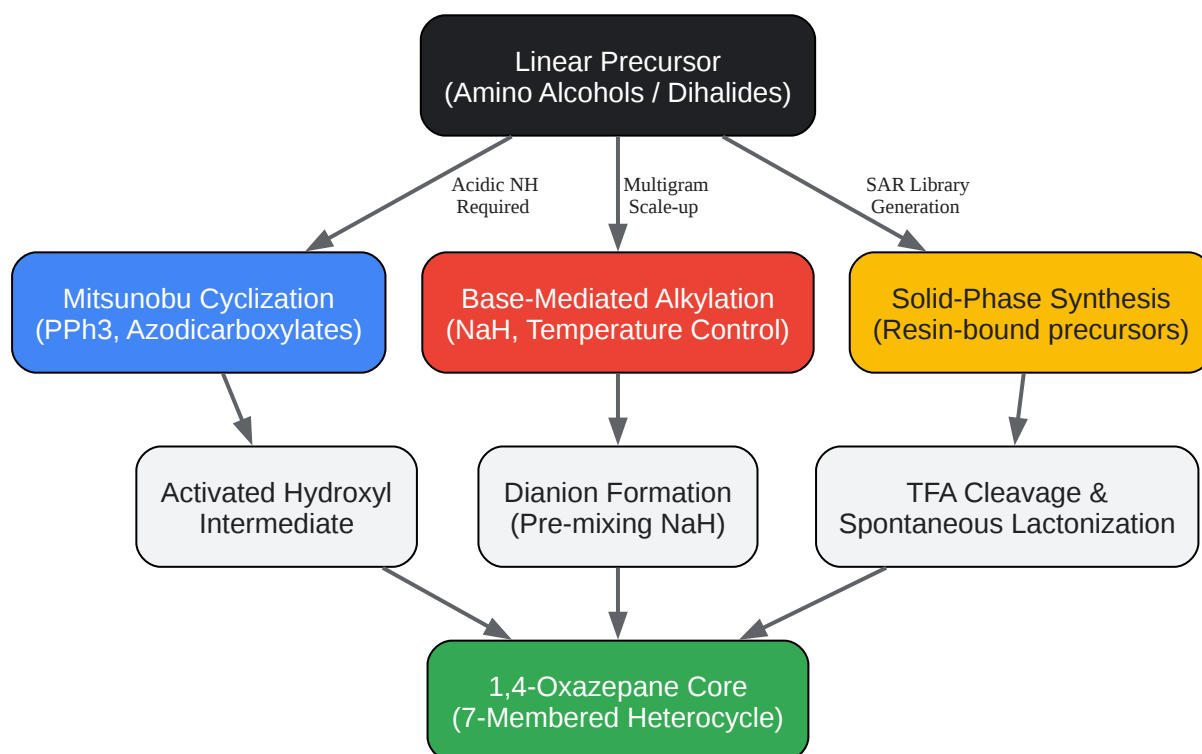 Linear Precursor
(Amino Alcohols / Dihalides)
Acidic NH
Required
Multigram
Scale-up
SAR Library
Generation
Mitsunobu Cyclization
(PPh3, Azodicarboxylates)
Base-Mediated Alkylation
(NaH, Temperature Control)
Solid-Phase Synthesis
(Resin-bound precursors)
Activated Hydroxyl
Intermediate
Dianion Formation
(Pre-mixing NaH)
TFA Cleavage &
Spontaneous Lactonization
1,4-Oxazepane Core
(7-Membered Heterocycle)